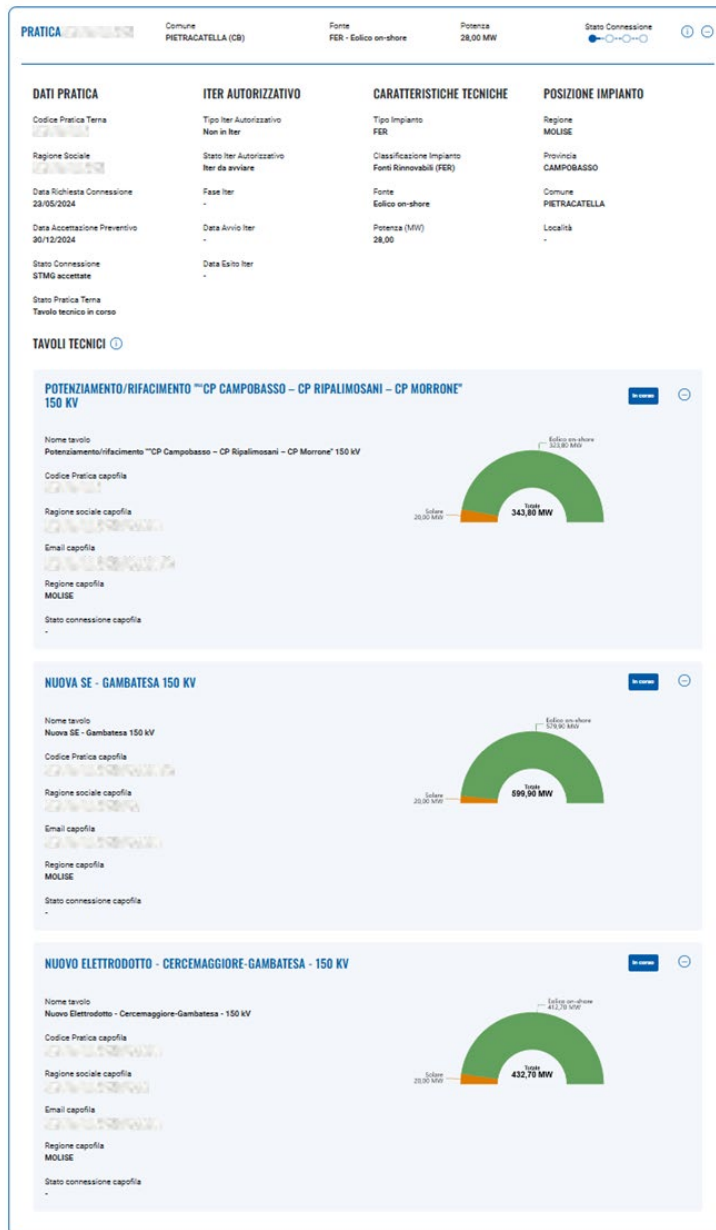 PRATICA
Comune
PIETRACATELLA (CB)
Fonte
FER - Eolico on-shore
Potenza
28,00 MW
Stato Connessione
DATI PRATICA
Codice Pratica Terna
Ragione Sociale
Data Richiesta Connessione
23/05/2024
Data Accettazione Preventivo
30/12/2024
Stato Connessione
STMG accettate
Stato Pratica Terna
Tavolo tecnico in corso
ITER AUTORIZZATIVO
Tipo Iter Autorizzativo
Non in Iter
Stato Iter Autorizzativo
Iter da avviare
Fase Iter
-
Data Avvio Iter
-
Data Esito Iter
-
CARATTERISTICHE TECNICHE
Tipo Impianto
FER
Classificazione Impianto
Fonti Rinnovabili (FER)
Fonte
Eolico on-shore
Potenza (MW)
28,00
POSIZIONE IMPIANTO
Regione
MOLISE
Provincia
CAMPOBASSO
Comune
PIETRACATELLA
Località
-
TAVOLI TECNICI
POTENZIAMENTO/RIFACIMENTO ""CP CAMPOBASSO – CP RIPALIMOSANI – CP MORRONE"
150 KV
In corso
Nome tavolo
Potenziamento/rifacimento ""CP Campobasso – CP Ripalimosani – CP Morrone" 150 kV
Codice Pratica capofila
Ragione sociale capofila
Email capofila
Regione capofila
MOLISE
Stato connessione capofila
-
Eolico on-shore
323,80 MW
Solare
20,00 MW
Totale
343,80 MW
NUOVA SE - GAMBATESA 150 KV
In corso
Nome tavolo
Nuova SE - Gambatesa 150 kV
Codice Pratica capofila
Ragione sociale capofila
Email capofila
Regione capofila
MOLISE
Stato connessione capofila
-
Eolico on-shore
579,90 MW
Solare
20,00 MW
Totale
599,90 MW
NUOVO ELETTRODOTTO - CERCEMAGGIORE-GAMBATESA - 150 KV
In corso
Nome tavolo
Nuovo Elettrodotto - Cercemaggiore-Gambatesa - 150 kV
Codice Pratica capofila
Ragione sociale capofila
Email capofila
Regione capofila
MOLISE
Stato connessione capofila
-
Eolico on-shore
412,70 MW
Solare
20,00 MW
Totale
432,70 MW